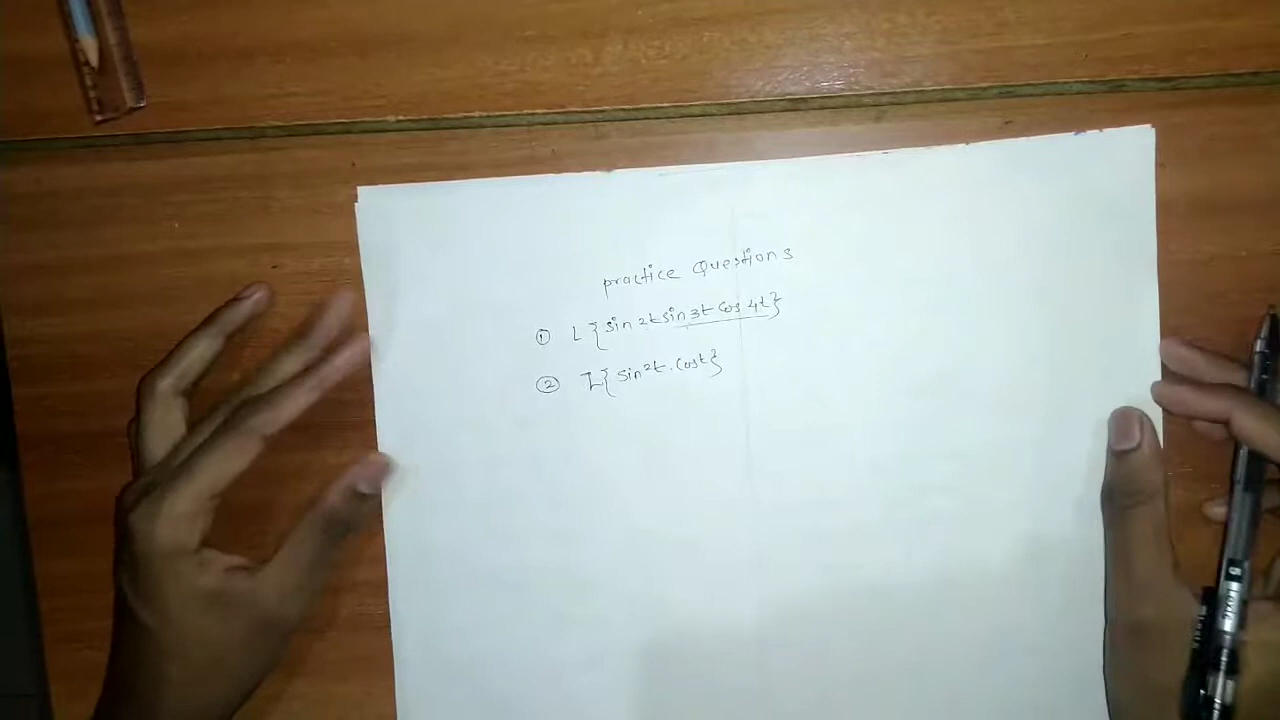 practice Questions
① L{sin 2t sin 3t Cos 4t}
② L{sin²t. Cost}